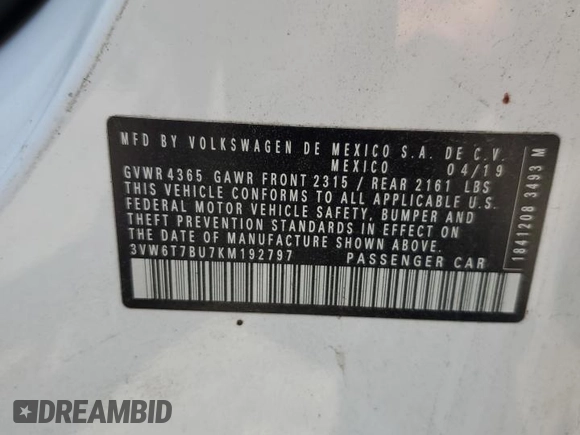 MFD BY VOLKSWAGEN DE MEXICO S.A. DE C.V.
MEXICO 04/19
GVWR 4365 GAWR FRONT 2315 / REAR 2161 LBS
THIS VEHICLE CONFORMS TO ALL APPLICABLE U.S.
FEDERAL MOTOR VEHICLE SAFETY, BUMPER AND
THEFT PREVENTION STANDARDS IN EFFECT ON
THE DATE OF MANUFACTURE SHOWN ABOVE.
3VW6T7BU7KM192797 PASSENGER CAR
1841208 3493 M
DREAMBID